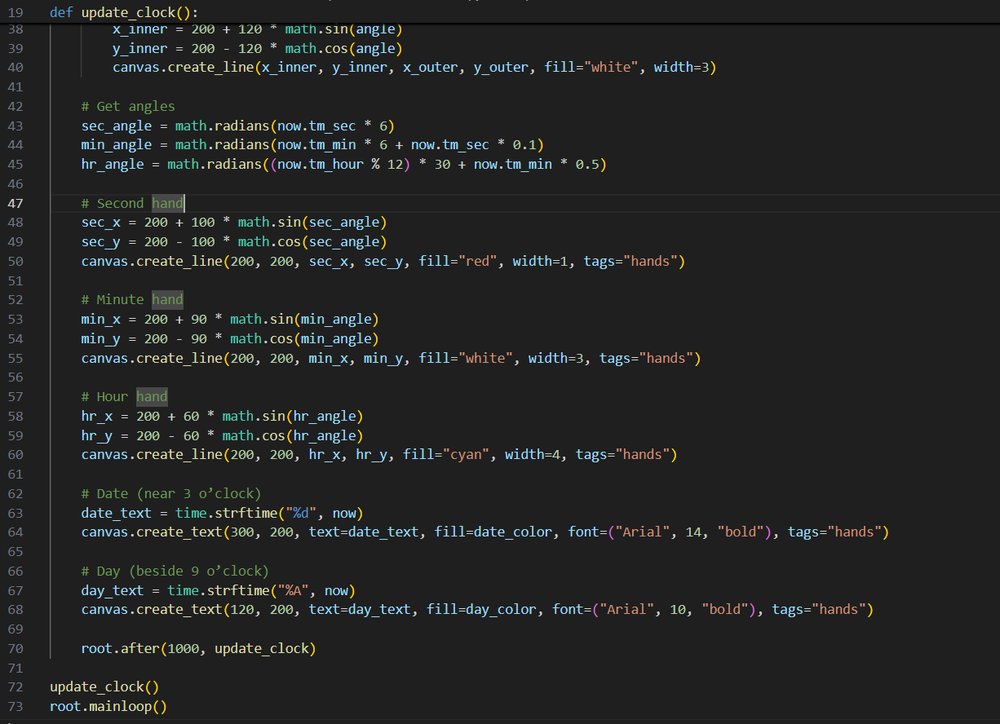 19 def update_clock():
38 x_inner = 200 + 120 * math.sin(angle)
39 y_inner = 200 - 120 * math.cos(angle)
40 canvas.create_line(x_inner, y_inner, x_outer, y_outer, fill="white", width=3)
41
42 # Get angles
43 sec_angle = math.radians(now.tm_sec * 6)
44 min_angle = math.radians(now.tm_min * 6 + now.tm_sec * 0.1)
45 hr_angle = math.radians((now.tm_hour % 12) * 30 + now.tm_min * 0.5)
46
47 # Second hand
48 sec_x = 200 + 100 * math.sin(sec_angle)
49 sec_y = 200 - 100 * math.cos(sec_angle)
50 canvas.create_line(200, 200, sec_x, sec_y, fill="red", width=1, tags="hands")
51
52 # Minute hand
53 min_x = 200 + 90 * math.sin(min_angle)
54 min_y = 200 - 90 * math.cos(min_angle)
55 canvas.create_line(200, 200, min_x, min_y, fill="white", width=3, tags="hands")
56
57 # Hour hand
58 hr_x = 200 + 60 * math.sin(hr_angle)
59 hr_y = 200 - 60 * math.cos(hr_angle)
60 canvas.create_line(200, 200, hr_x, hr_y, fill="cyan", width=4, tags="hands")
61
62 # Date (near 3 o’clock)
63 date_text = time.strftime("%d", now)
64 canvas.create_text(300, 200, text=date_text, fill=date_color, font=("Arial", 14, "bold"), tags="hands")
65
66 # Day (beside 9 o’clock)
67 day_text = time.strftime("%A", now)
68 canvas.create_text(120, 200, text=day_text, fill=day_color, font=("Arial", 10, "bold"), tags="hands")
69
70 root.after(1000, update_clock)
71
72 update_clock()
73 root.mainloop()